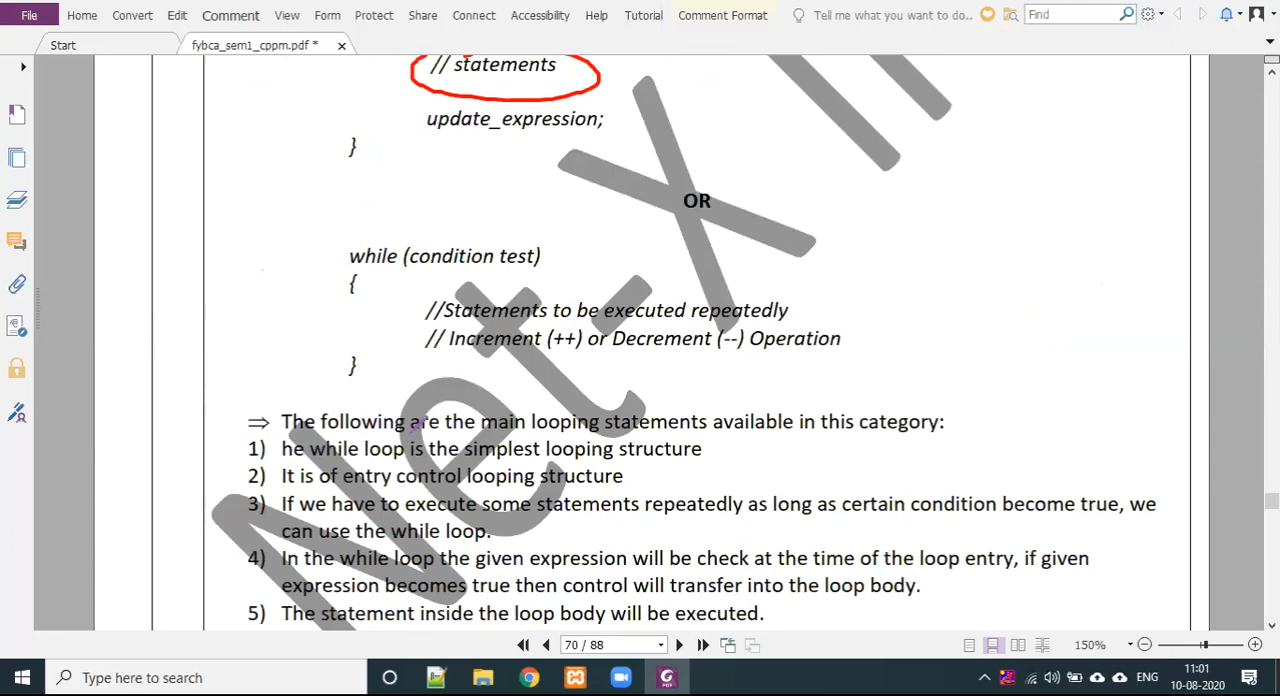 File Home Convert Edit Comment View Form Protect Share Connect Accessibility Help Tutorial Comment Format Tell me what you want to do.. Find
Start fybca_sem1_cppm.pdf *
// statements
update_expression;
}
OR
while (condition test)
{
//Statements to be executed repeatedly
// Increment (++) or Decrement (--) Operation
}
⇒ The following are the main looping statements available in this category:
1) he while loop is the simplest looping structure
2) It is of entry control looping structure
3) If we have to execute some statements repeatedly as long as certain condition become true, we
can use the while loop.
4) In the while loop the given expression will be check at the time of the loop entry, if given
expression becomes true then control will transfer into the loop body.
5) The statement inside the loop body will be executed.
Net-X
70 / 88 150%
Type here to search ENG 11:01
10-08-2020